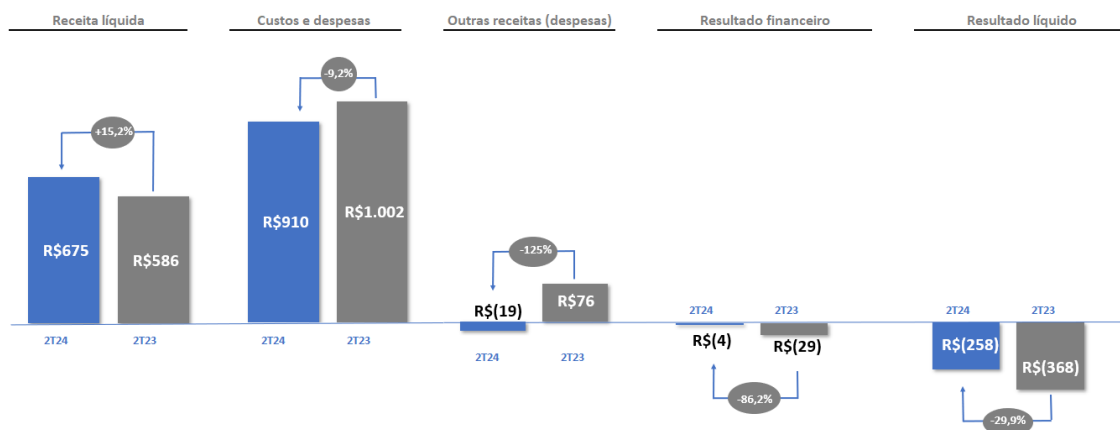 Receita líquida
Custos e despesas
Outras receitas (despesas)
Resultado financeiro
Resultado líquido
+15,2%
R$675
R$586
2T24
2T23
-9,2%
R$910
R$1.002
2T24
2T23
-125%
R$(19)
R$76
2T24
2T23
2T24
2T23
R$(4)
R$(29)
-86,2%
2T24
2T23
R$(258)
R$(368)
-29,9%